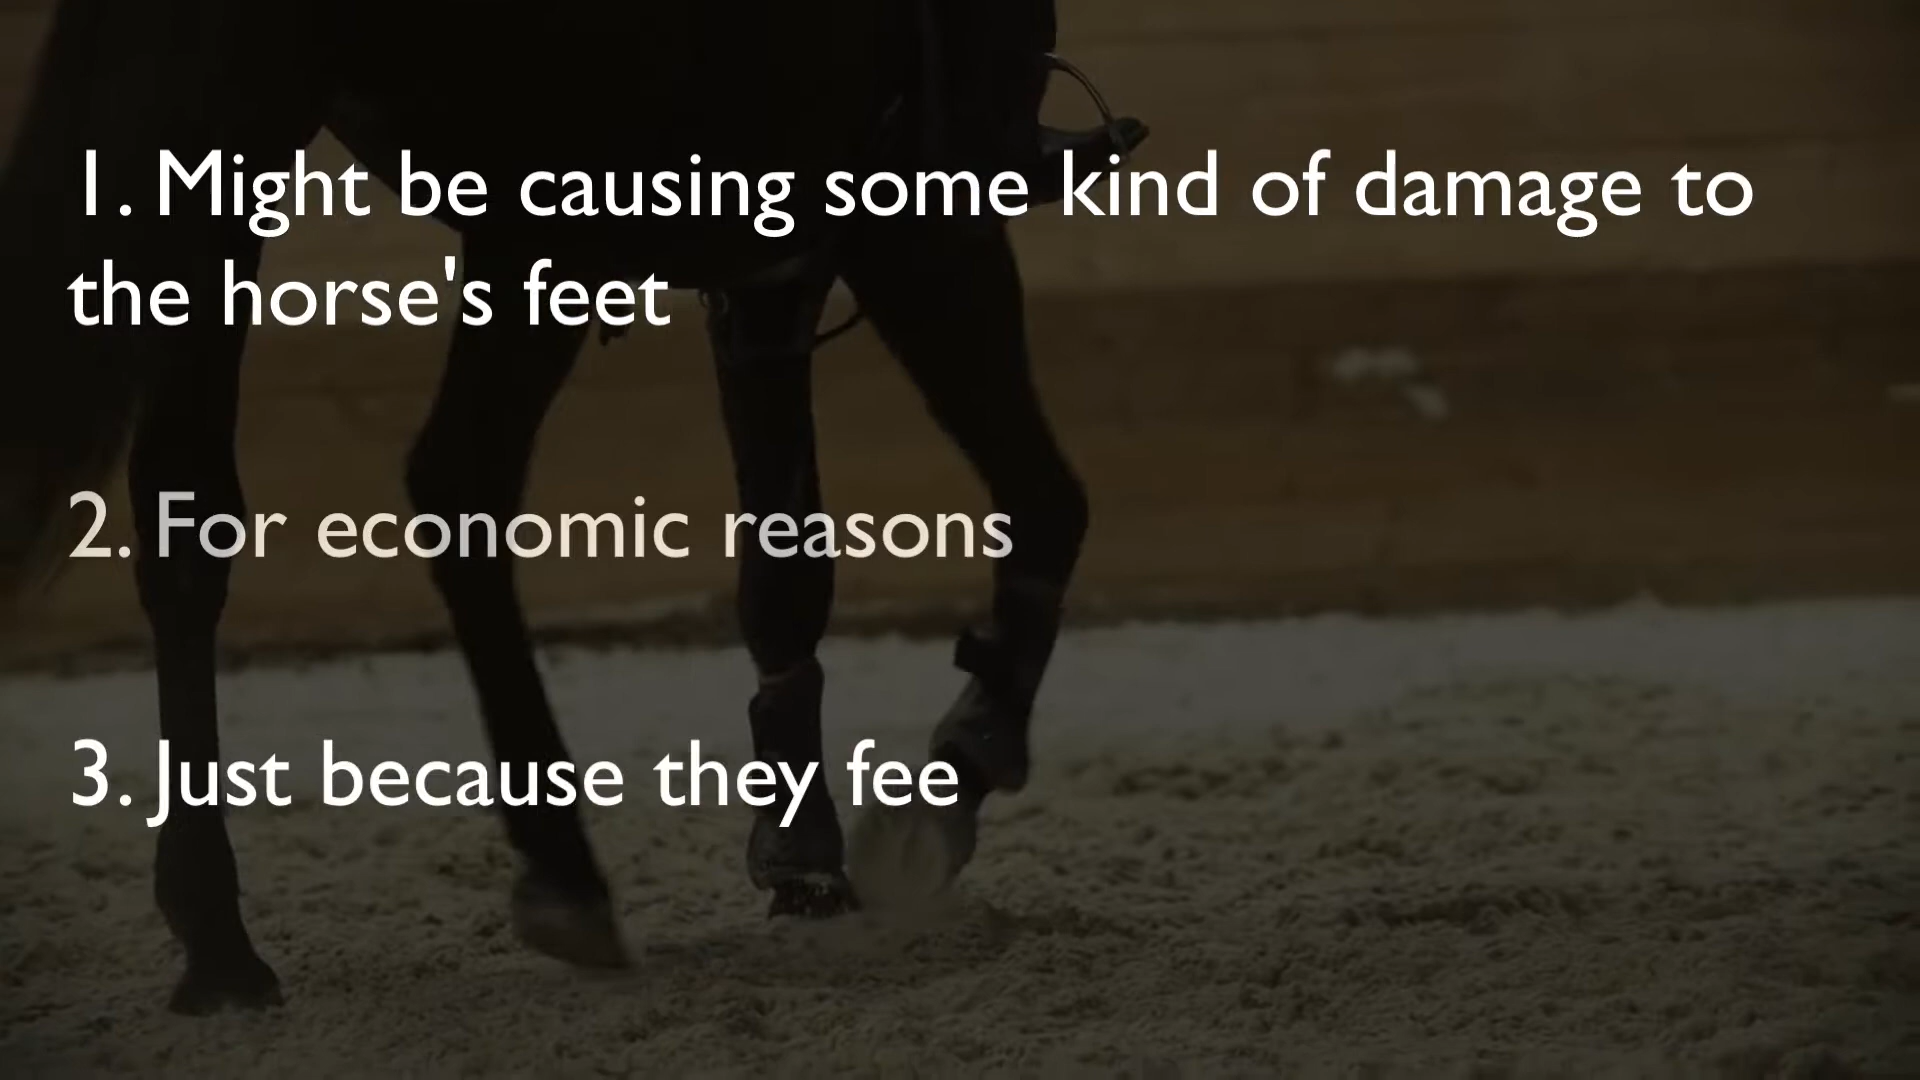 1. Might be causing some kind of damage to
the horse's feet
2. For economic reasons
3. Just because they fee